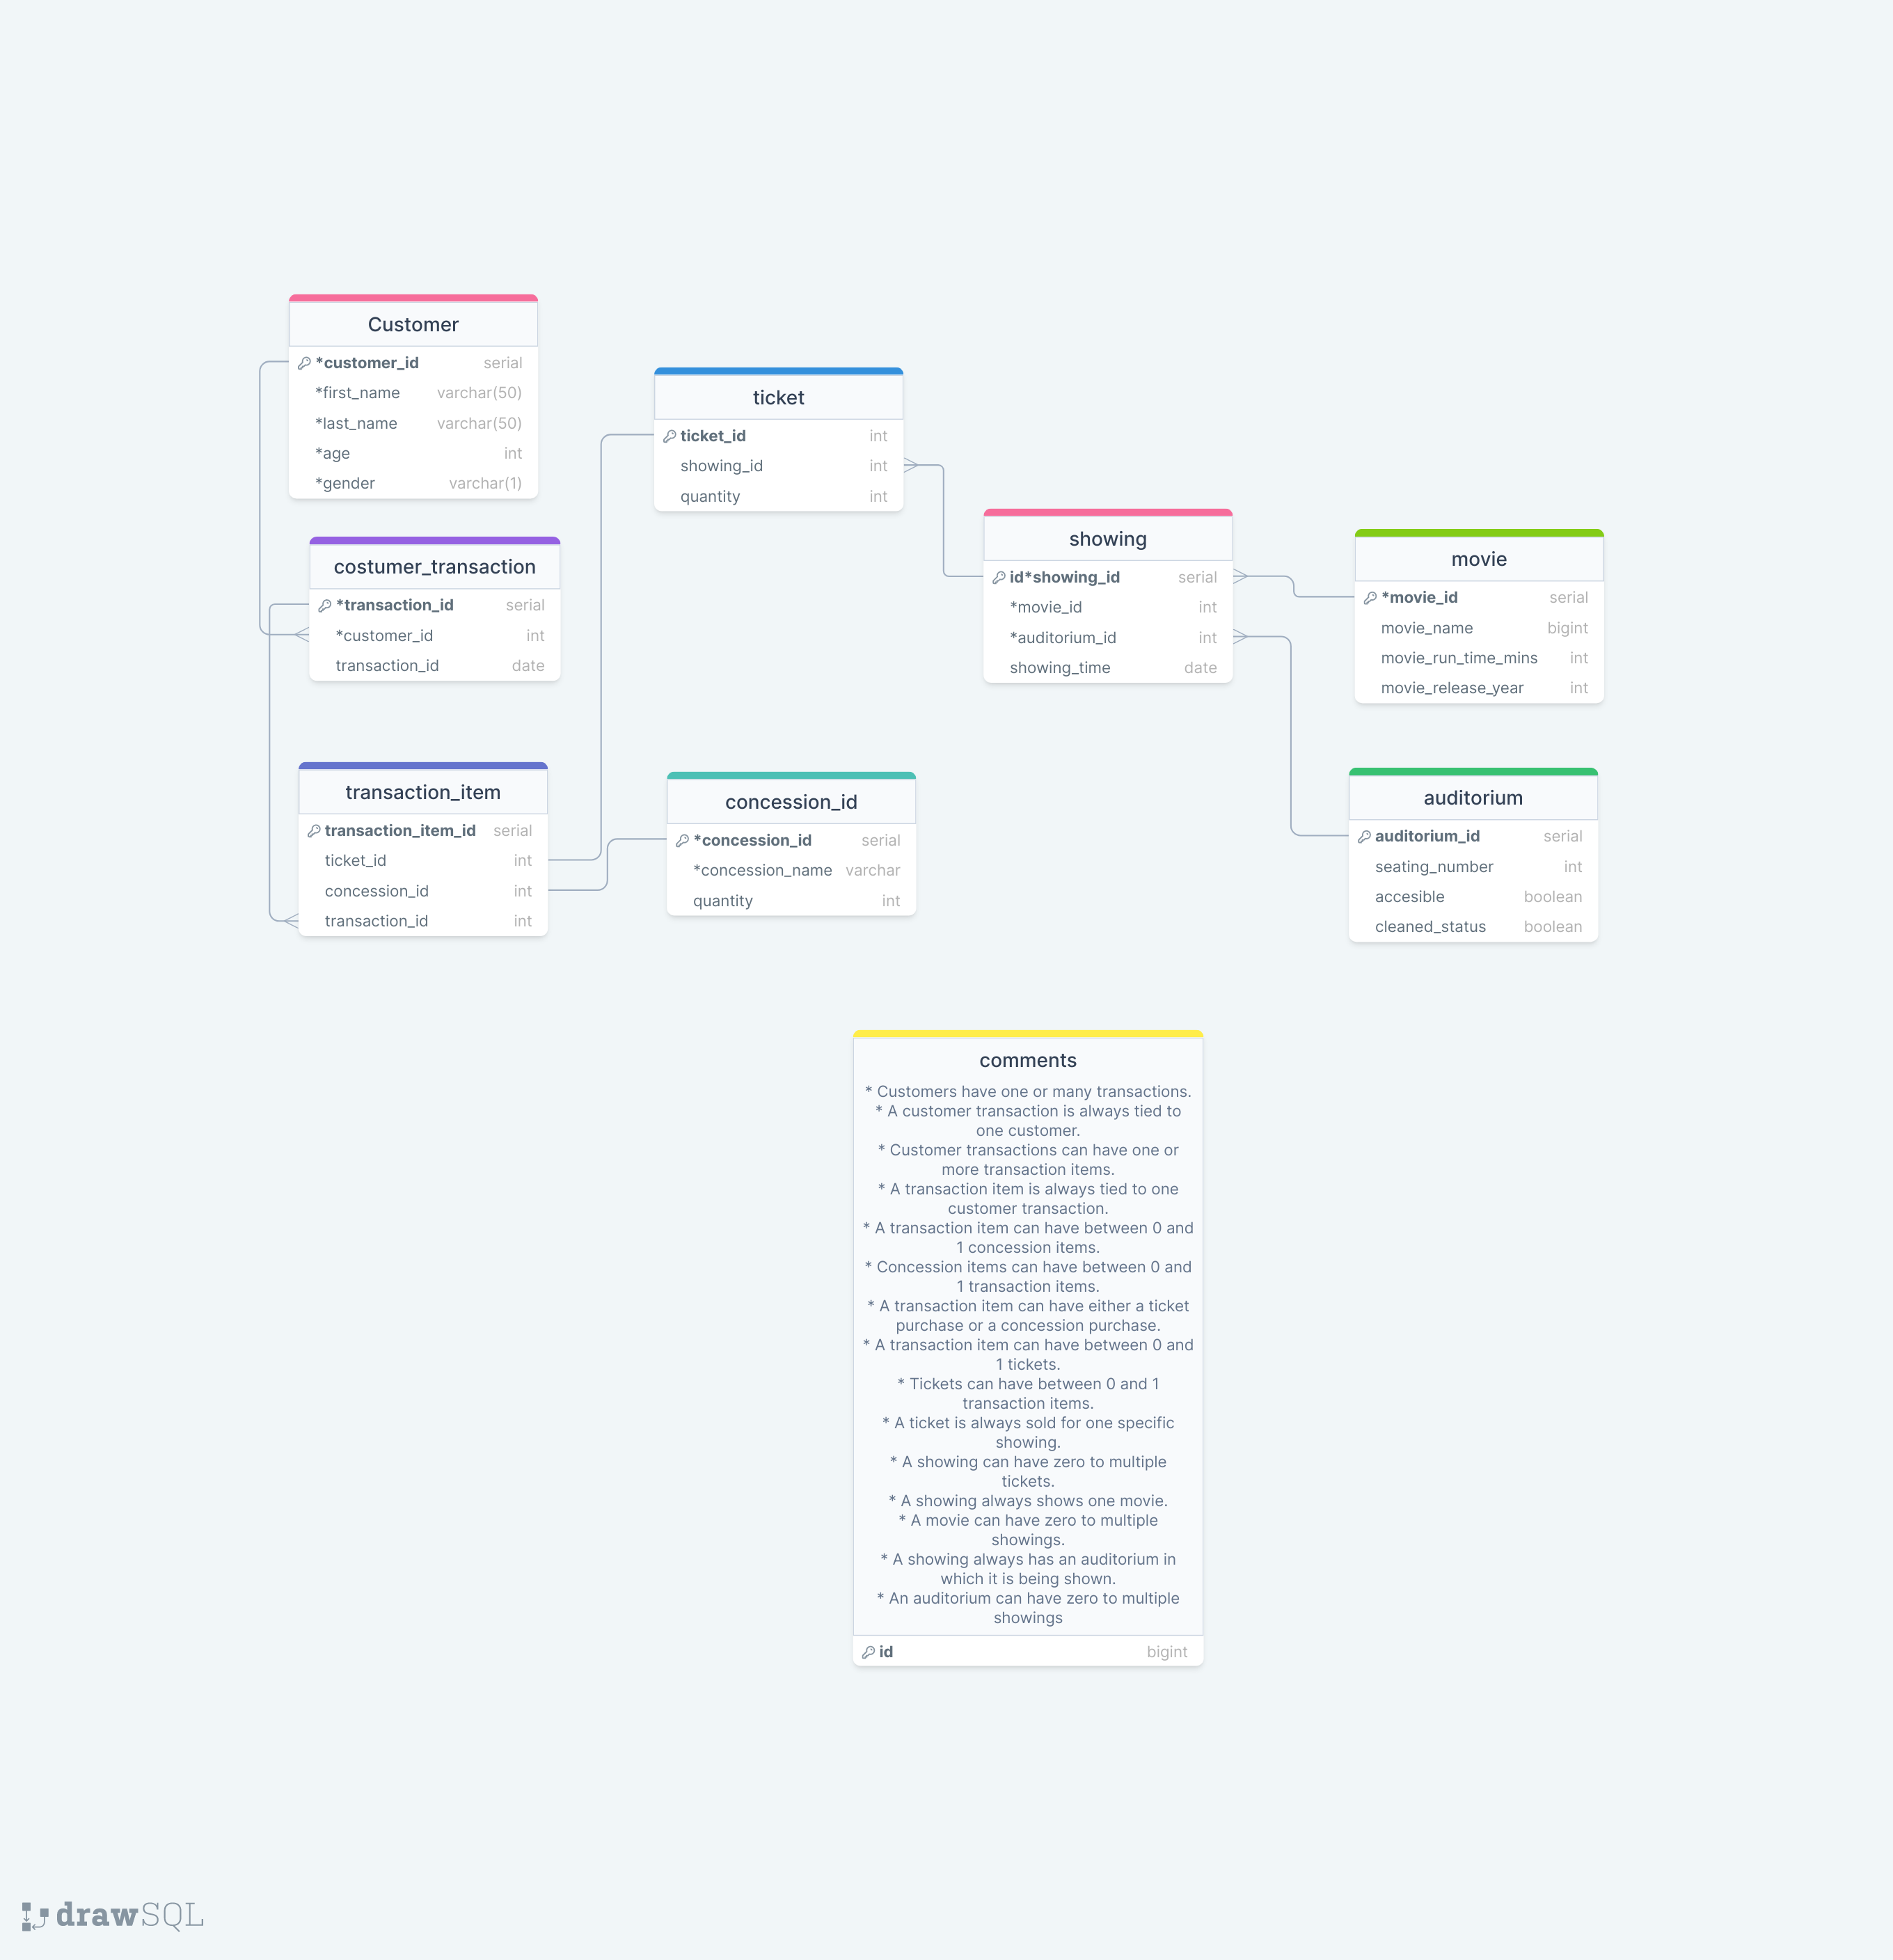 Customer
*customer_id serial
*first_name varchar(50)
*last_name varchar(50)
*age int
*gender varchar(1)
costumer_transaction
*transaction_id serial
*customer_id int
transaction_id date
transaction_item
transaction_item_id serial
ticket_id int
concession_id int
transaction_id int
ticket
ticket_id int
showing_id int
quantity int
concession_id
*concession_id serial
*concession_name varchar
quantity int
showing
id*showing_id serial
*movie_id int
*auditorium_id int
showing_time date
movie
*movie_id serial
movie_name bigint
movie_run_time_mins int
movie_release_year int
auditorium
auditorium_id serial
seating_number int
accesible boolean
cleaned_status boolean
comments
* Customers have one or many transactions.
* A customer transaction is always tied to
one customer.
* Customer transactions can have one or
more transaction items.
* A transaction item is always tied to one
customer transaction.
* A transaction item can have between 0 and
1 concession items.
* Concession items can have between 0 and
1 transaction items.
* A transaction item can have either a ticket
purchase or a concession purchase.
* A transaction item can have between 0 and
1 tickets.
* Tickets can have between 0 and 1
transaction items.
* A ticket is always sold for one specific
showing.
* A showing can have zero to multiple
tickets.
* A showing always shows one movie.
* A movie can have zero to multiple
showings.
* A showing always has an auditorium in
which it is being shown.
* An auditorium can have zero to multiple
showings
id bigint
drawSQL